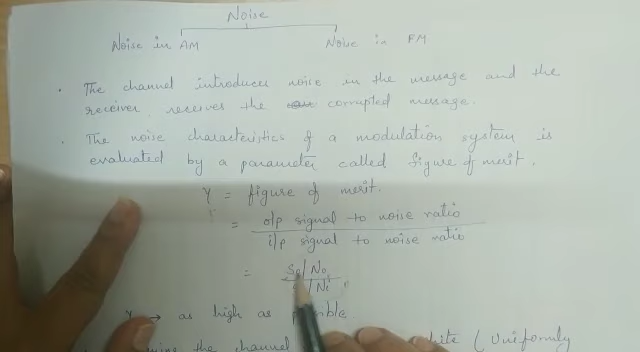 Noise
Noise in AM Noise in FM
· The channel introduces noise in the message and the
receiver receives the corrupted message.
· The noise characteristics of a modulation system is
evaluated by a parameter called figure of merit.
γ = figure of merit.
= o/p signal to noise ratio
i/p signal to noise ratio
= So/No
/Ni
γ → as high as
the channel (Uniformly